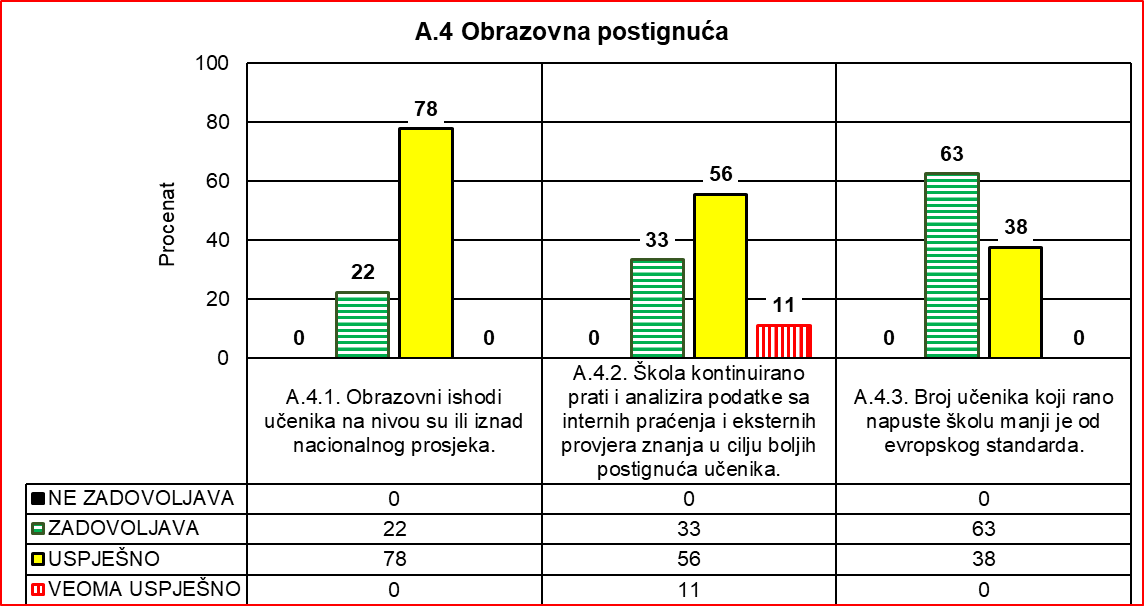 A.4 Obrazovna postignuća
Procenat
100
80
60
40
20
0
0
22
78
0
0
33
56
11
0
63
38
0
A.4.1. Obrazovni ishodi
učenika na nivou su ili iznad
nacionalnog prosjeka.
A.4.2. Škola kontinuirano
prati i analizira podatke sa
internih praćenja i eksternih
provjera znanja u cilju boljih
postignuća učenika.
A.4.3. Broj učenika koji rano
napuste školu manji je od
evropskog standarda.
NE ZADOVOLJAVA 0 0 0
ZADOVOLJAVA 22 33 63
USPJEŠNO 78 56 38
VEOMA USPJEŠNO 0 11 0